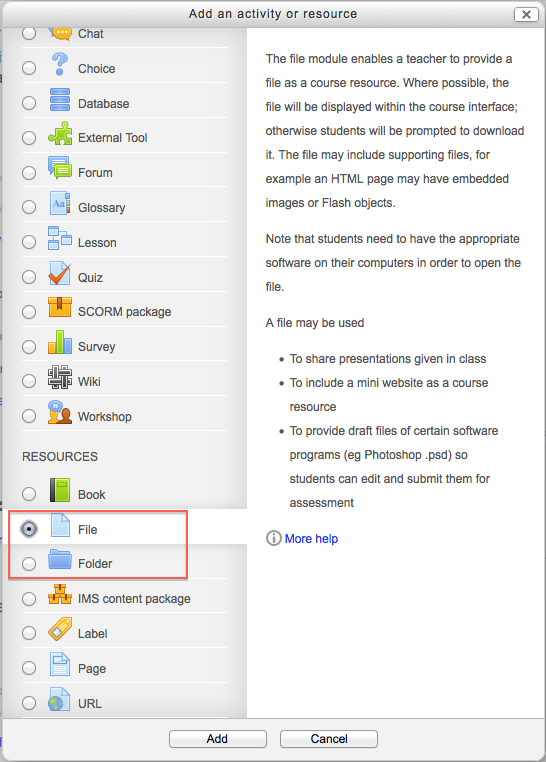 Add an activity or resource
Chat
Choice
Database
External Tool
Forum
Glossary
Lesson
Quiz
SCORM package
Survey
Wiki
Workshop
RESOURCES
Book
File
Folder
IMS content package
Label
Page
URL
The file module enables a teacher to provide a
file as a course resource. Where possible, the
file will be displayed within the course interface;
otherwise students will be prompted to download
it. The file may include supporting files, for
example an HTML page may have embedded
images or Flash objects.
Note that students need to have the appropriate
software on their computers in order to open the
file.
A file may be used
• To share presentations given in class
• To include a mini website as a course
resource
• To provide draft files of certain software
programs (eg Photoshop .psd) so
students can edit and submit them for
assessment
More help
Add
Cancel